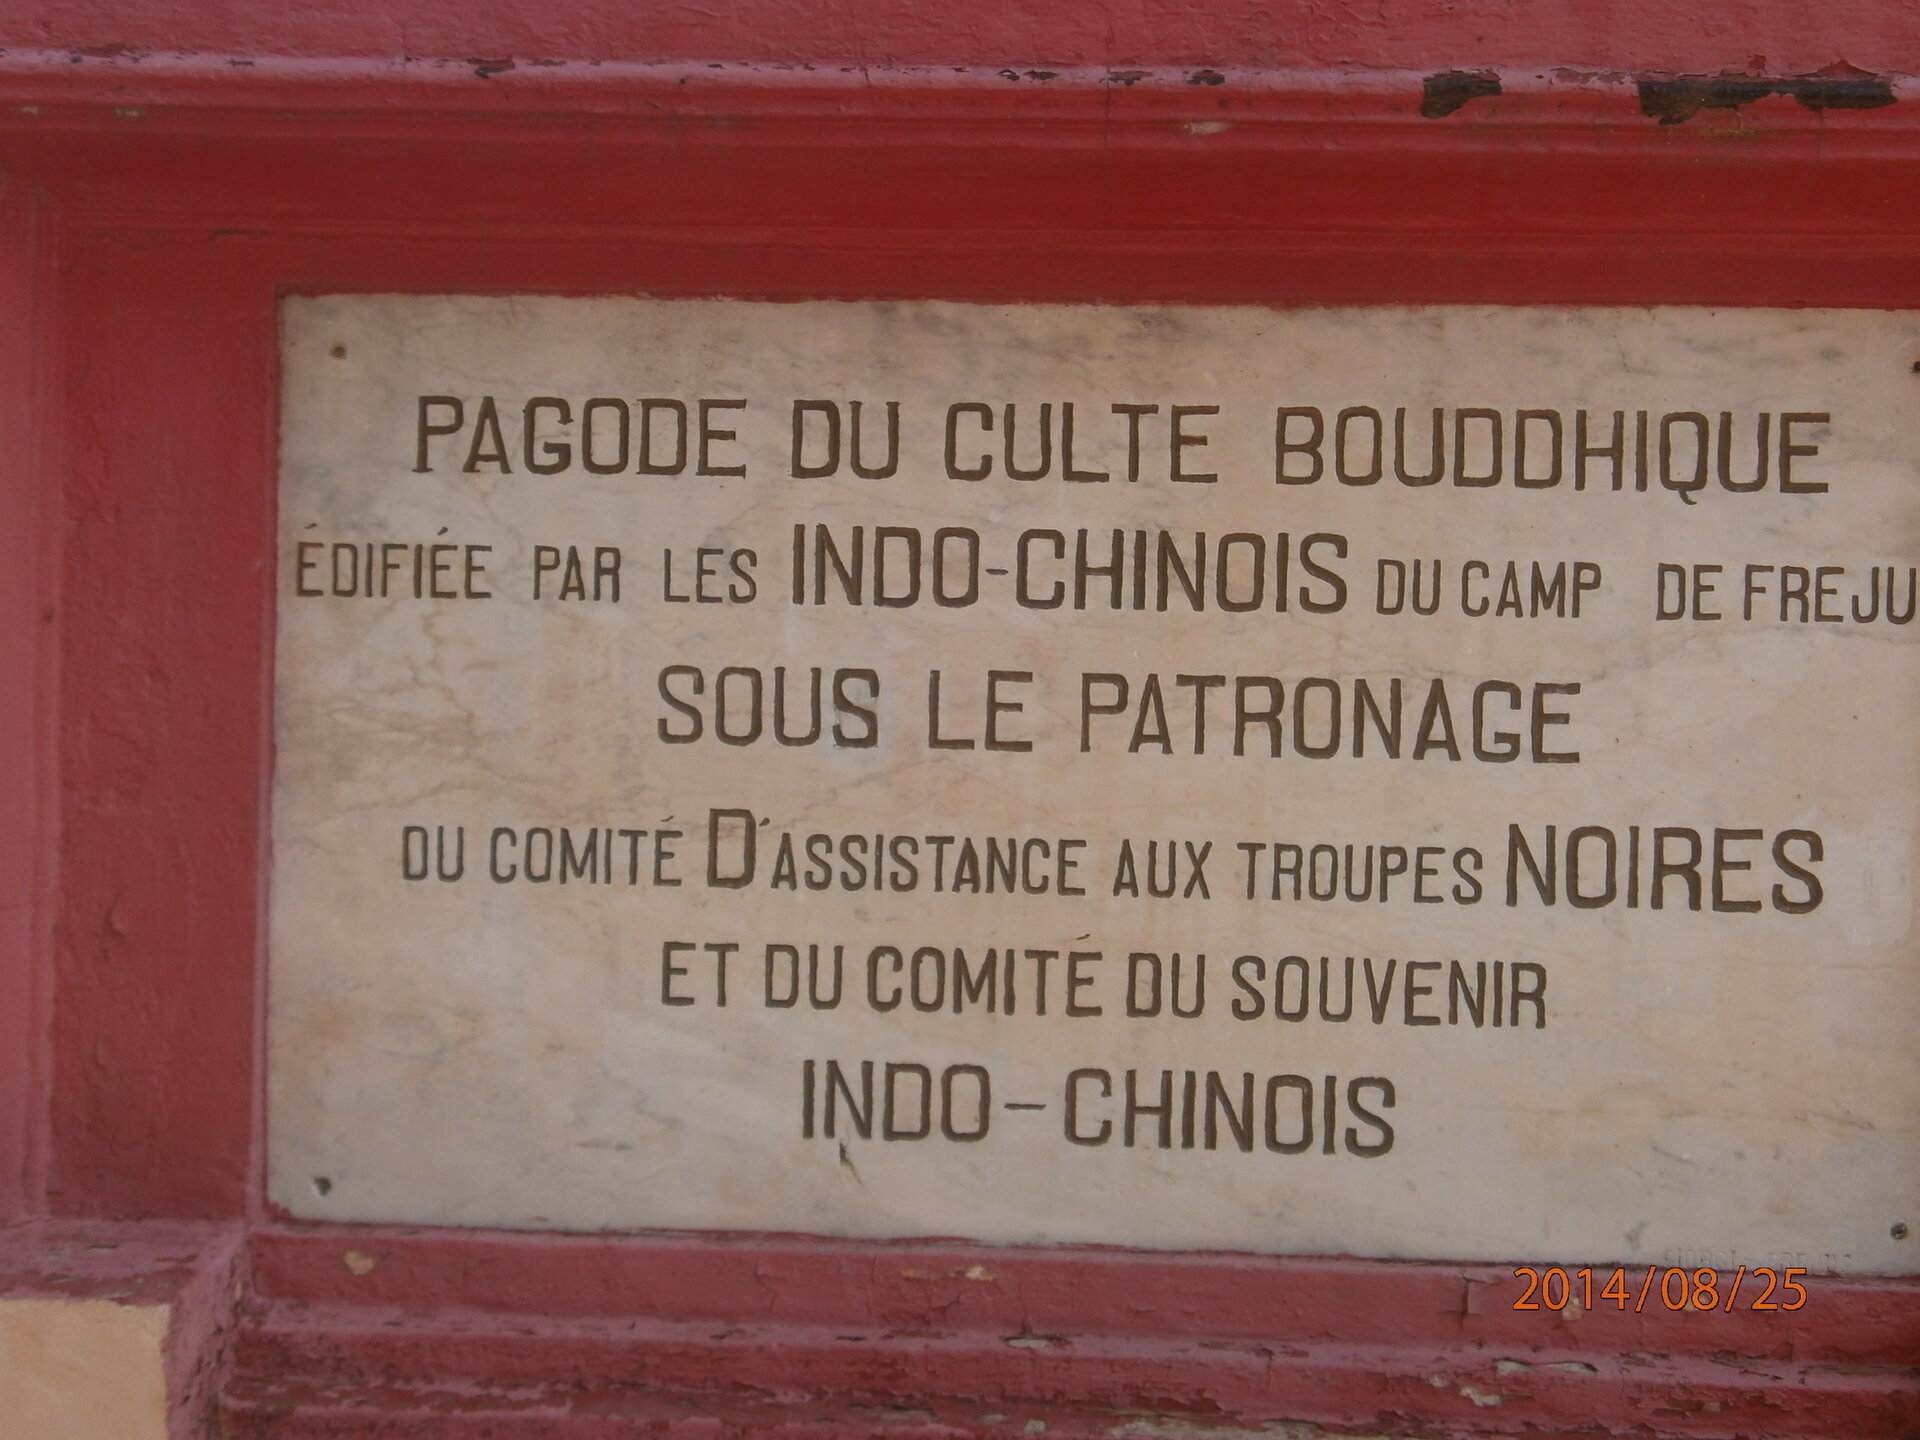 PAGODE DU CULTE BOUDDHIQUE
ÉDIFIÉE PAR LES INDO-CHINOIS DU CAMP DE FREJU
SOUS LE PATRONAGE
DU COMITÉ D'ASSISTANCE AUX TROUPES NOIRES
ET DU COMITÉ DU SOUVENIR
INDO-CHINOIS
2014/08/25